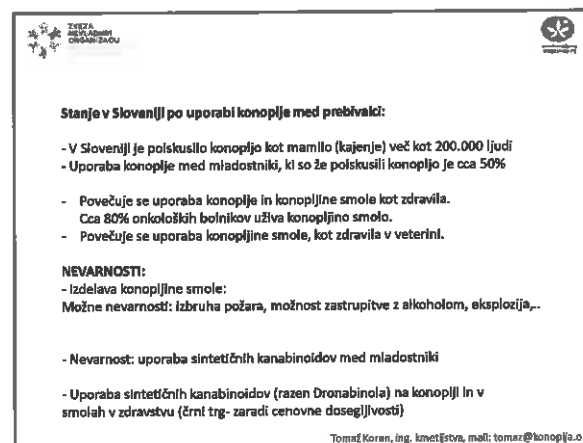 ZVEZA
NEVLADNIH
ORGANIZACIJ
Stanje v Sloveniji po uporabi konoplje med prebivalci:
- V Sloveniji je poiskusilo konopljo kot mamilo (kajenje) več kot 200.000 ljudi
- Uporaba konoplje med mladostniki, ki so že poiskusili konopljo je cca 50%
- Povečuje se uporaba konoplje in konopljine smole kot zdravila.
Cca 80% onkoloških bolnikov uživa konopljino smolo.
- Povečuje se uporaba konopljine smole, kot zdravila v veterini.
NEVARNOSTI:
- Izdelava konopljine smole:
Možne nevarnosti: izbruha požara, možnost zastrupitve z alkoholom, eksplozija,..
- Nevarnost: uporaba sintetičnih kanabinoidov med mladostniki
- Uporaba sintetičnih kanabinoidov (razen Dronabinola) na konoplji in v
smolah v zdravstvu (črni trg- zaradi cenovne dosegljivosti)
Tomaž Koren, ing. kmetijstva, mail: tomaz@konoplja.o